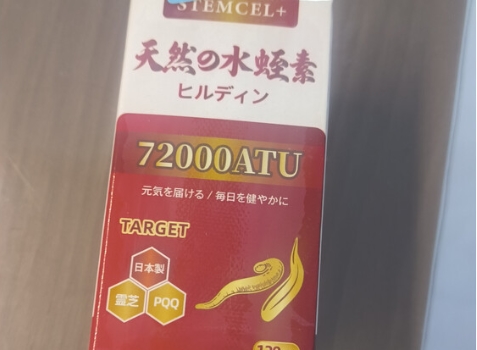 STEMCEL+
天然の水蛭素
ヒルディン
72000ATU
元気を届ける / 毎日を健やかに
TARGET
日本製
霊芝
PQQ